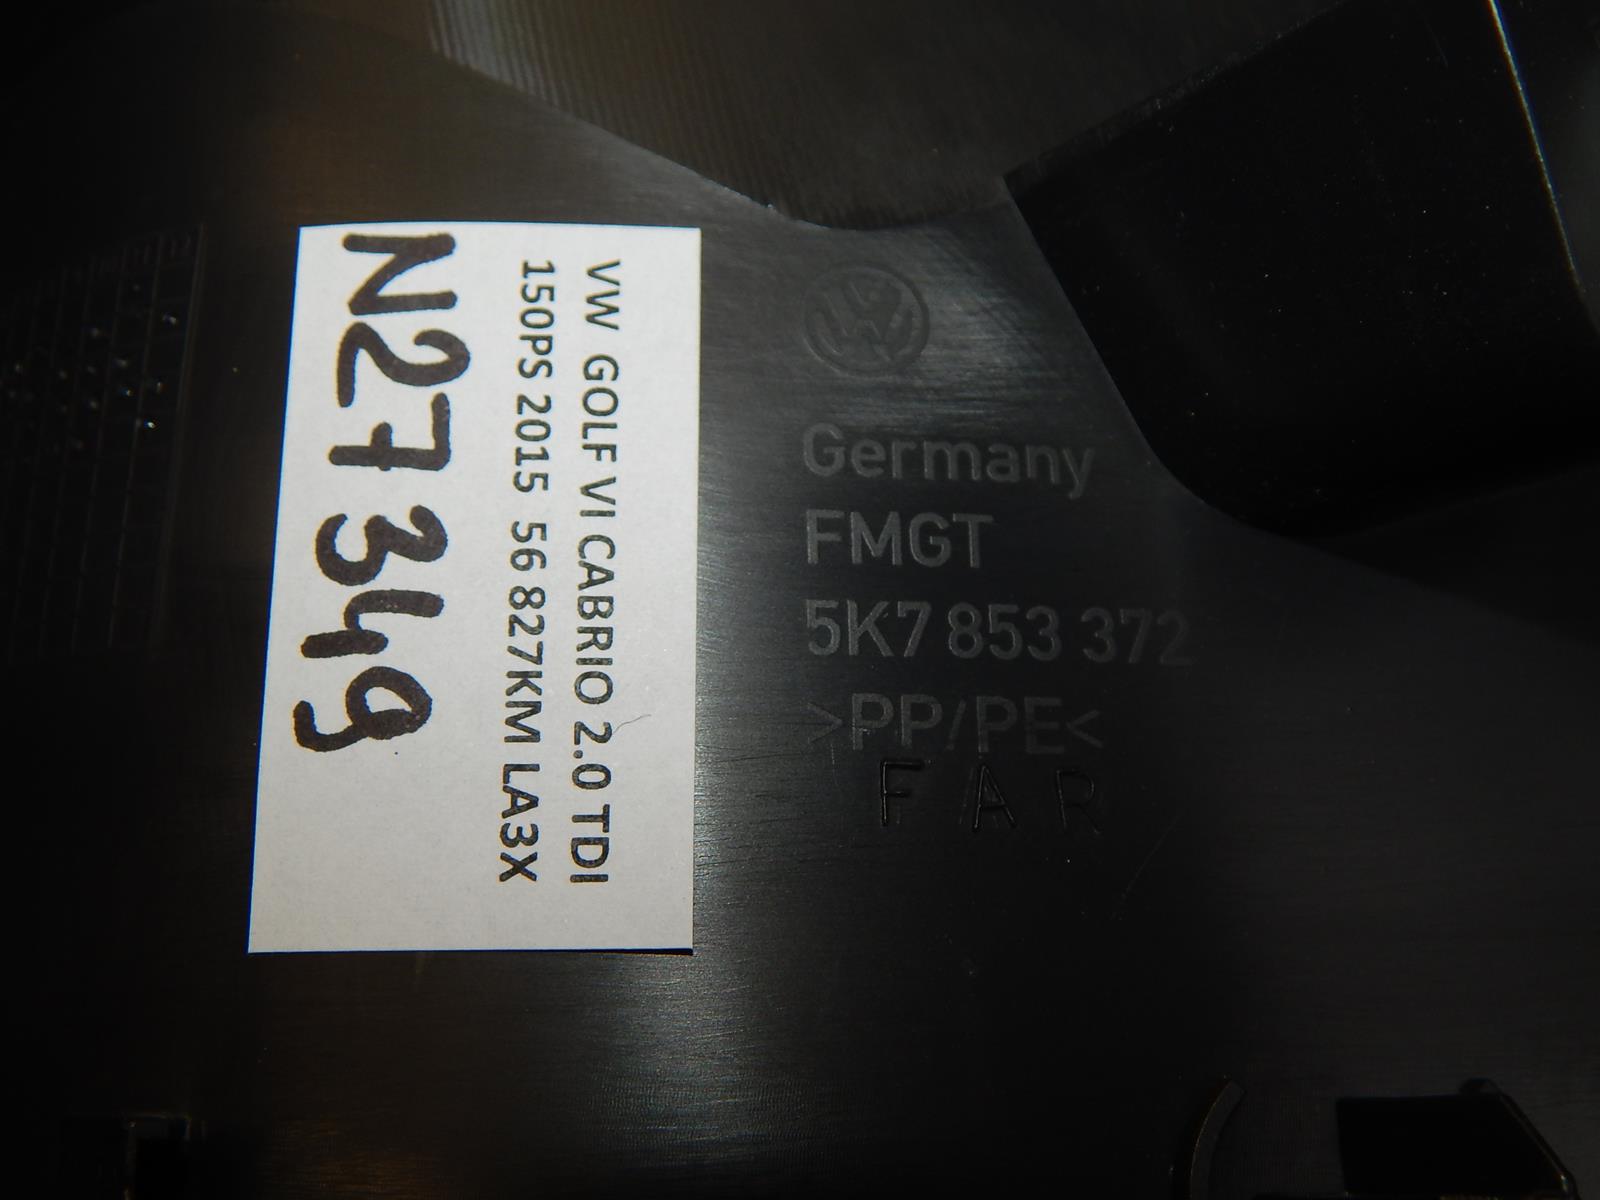 VW GOLF VI CABRIO 2.0 TDI
150PS 2015 56 827KM LA3X
N27349
Germany
FMGT
5K7 853 372
>PP/PE<
F A R